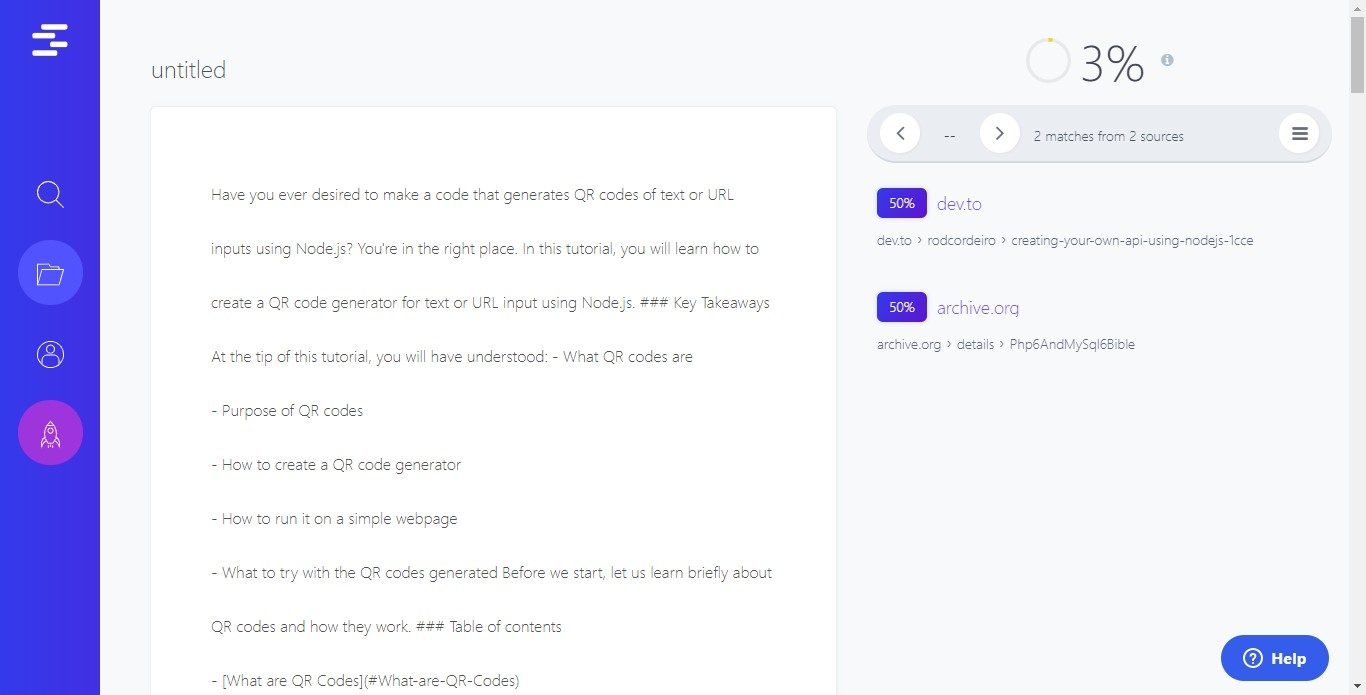 untitled
3%
-- 2 matches from 2 sources
Have you ever desired to make a code that generates QR codes of text or URL
inputs using Node.js? You're in the right place. In this tutorial, you will learn how to
create a QR code generator for text or URL input using Node.js. ### Key Takeaways
At the tip of this tutorial, you will have understood: - What QR codes are
- Purpose of QR codes
- How to create a QR code generator
- How to run it on a simple webpage
- What to try with the QR codes generated Before we start, let us learn briefly about
QR codes and how they work. ### Table of contents
- [What are QR Codes](#What-are-QR-Codes)
50% dev.to
dev.to › rodcordeiro › creating-your-own-api-using-nodejs-1cce
50% archive.org
archive.org › details › Php6AndMySql6Bible
Help